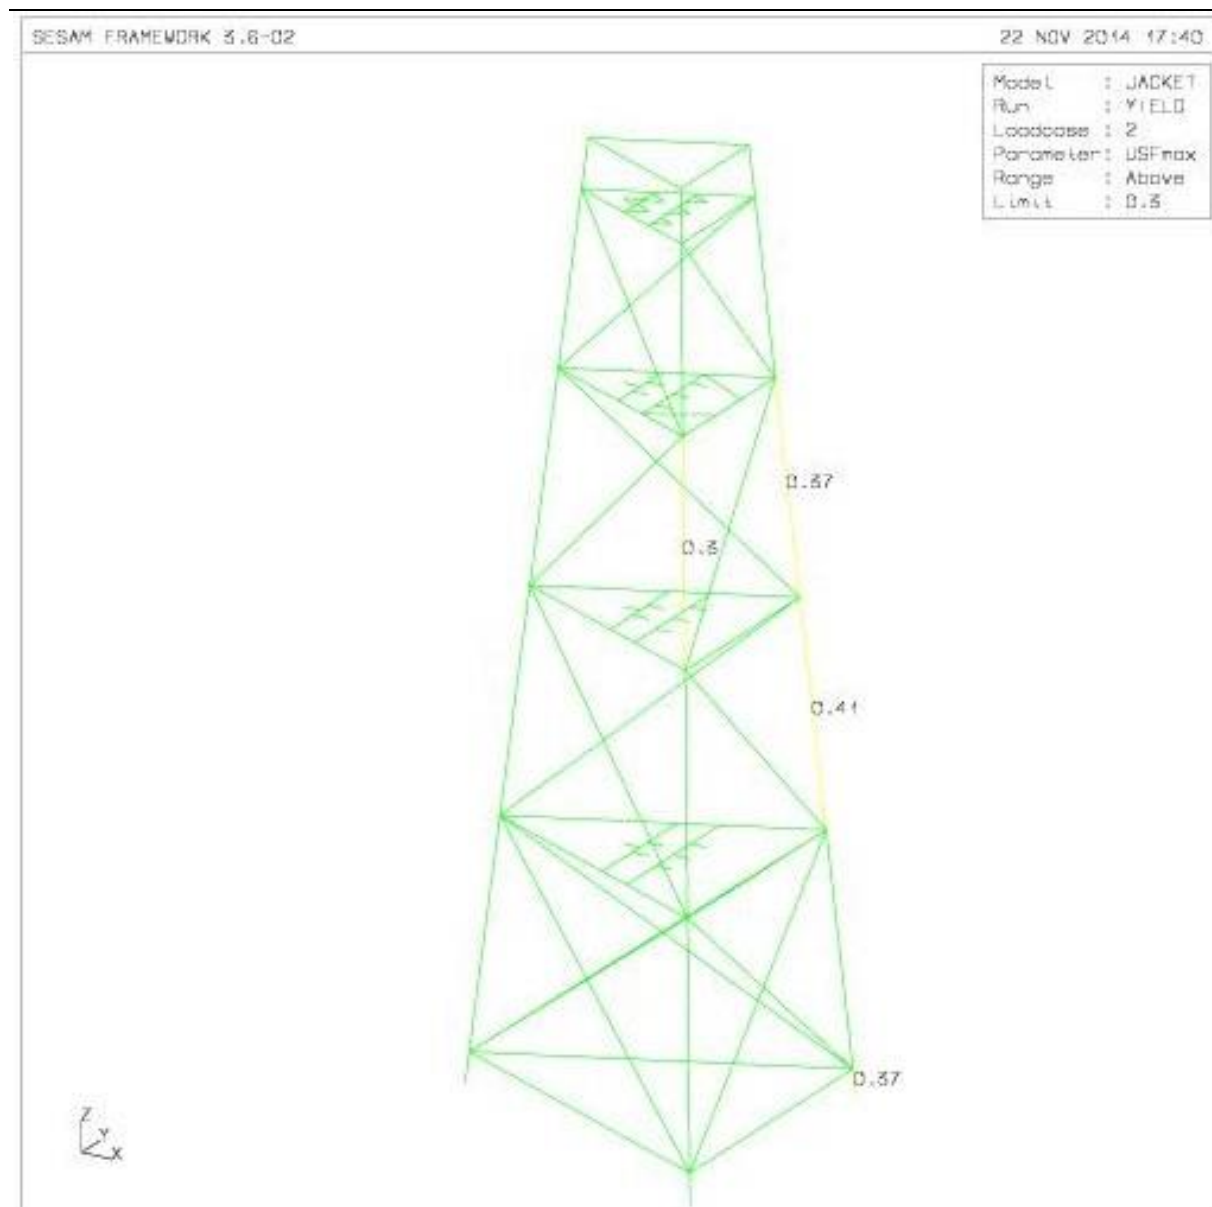 SESAM FRAMEWORK 3.6-02
22 NOV 2014 17:40
Model : JACKET
Run : YIELD
Loadcase : 2
Parameter: USFmax
Range : Above
Limit : 0.3
0.37
0.3
0.41
0.37
Z
Y
X